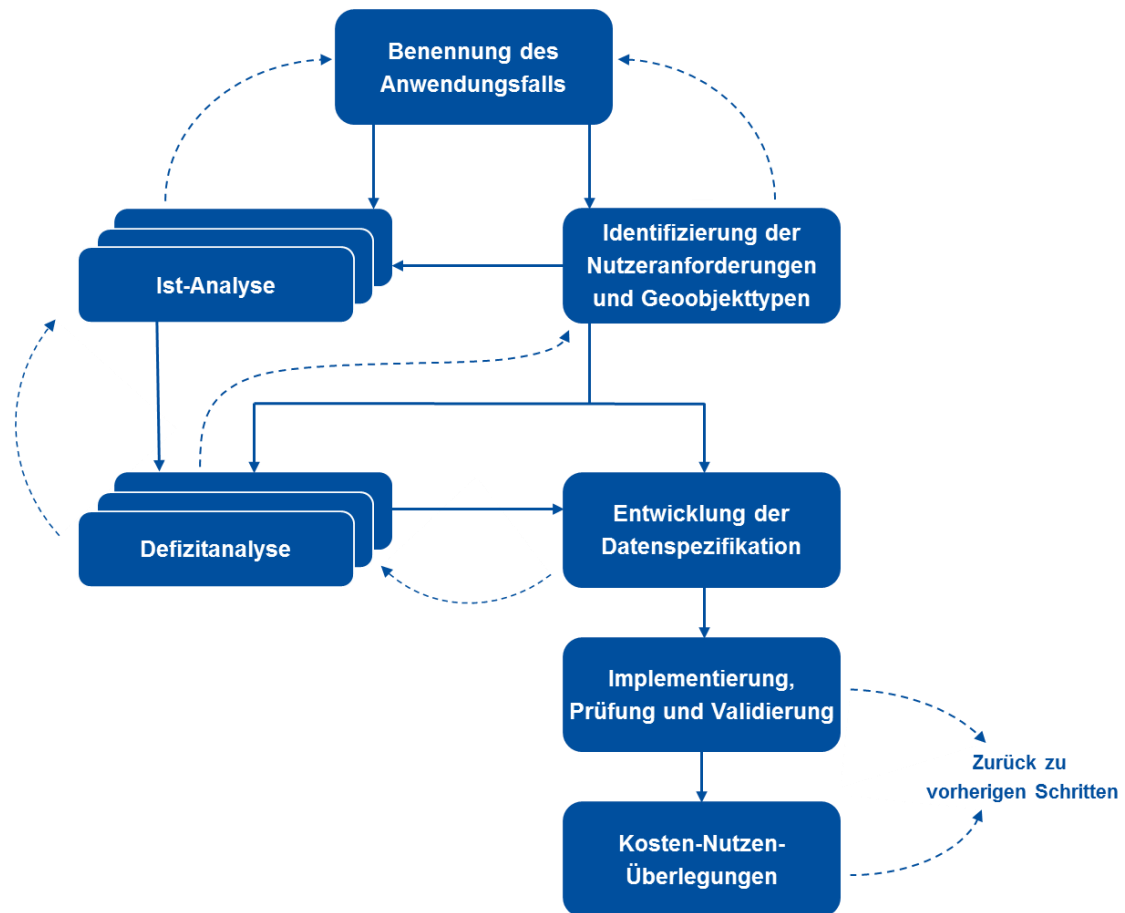 Benennung des
Anwendungsfalls
Identifizierung der
Nutzeranforderungen
und Geoobjekttypen
Ist-Analyse
Defizitanalyse
Entwicklung der
Datenspezifikation
Implementierung,
Prüfung und Validierung
Zurück zu
vorherigen Schritten
Kosten-Nutzen-
Überlegungen